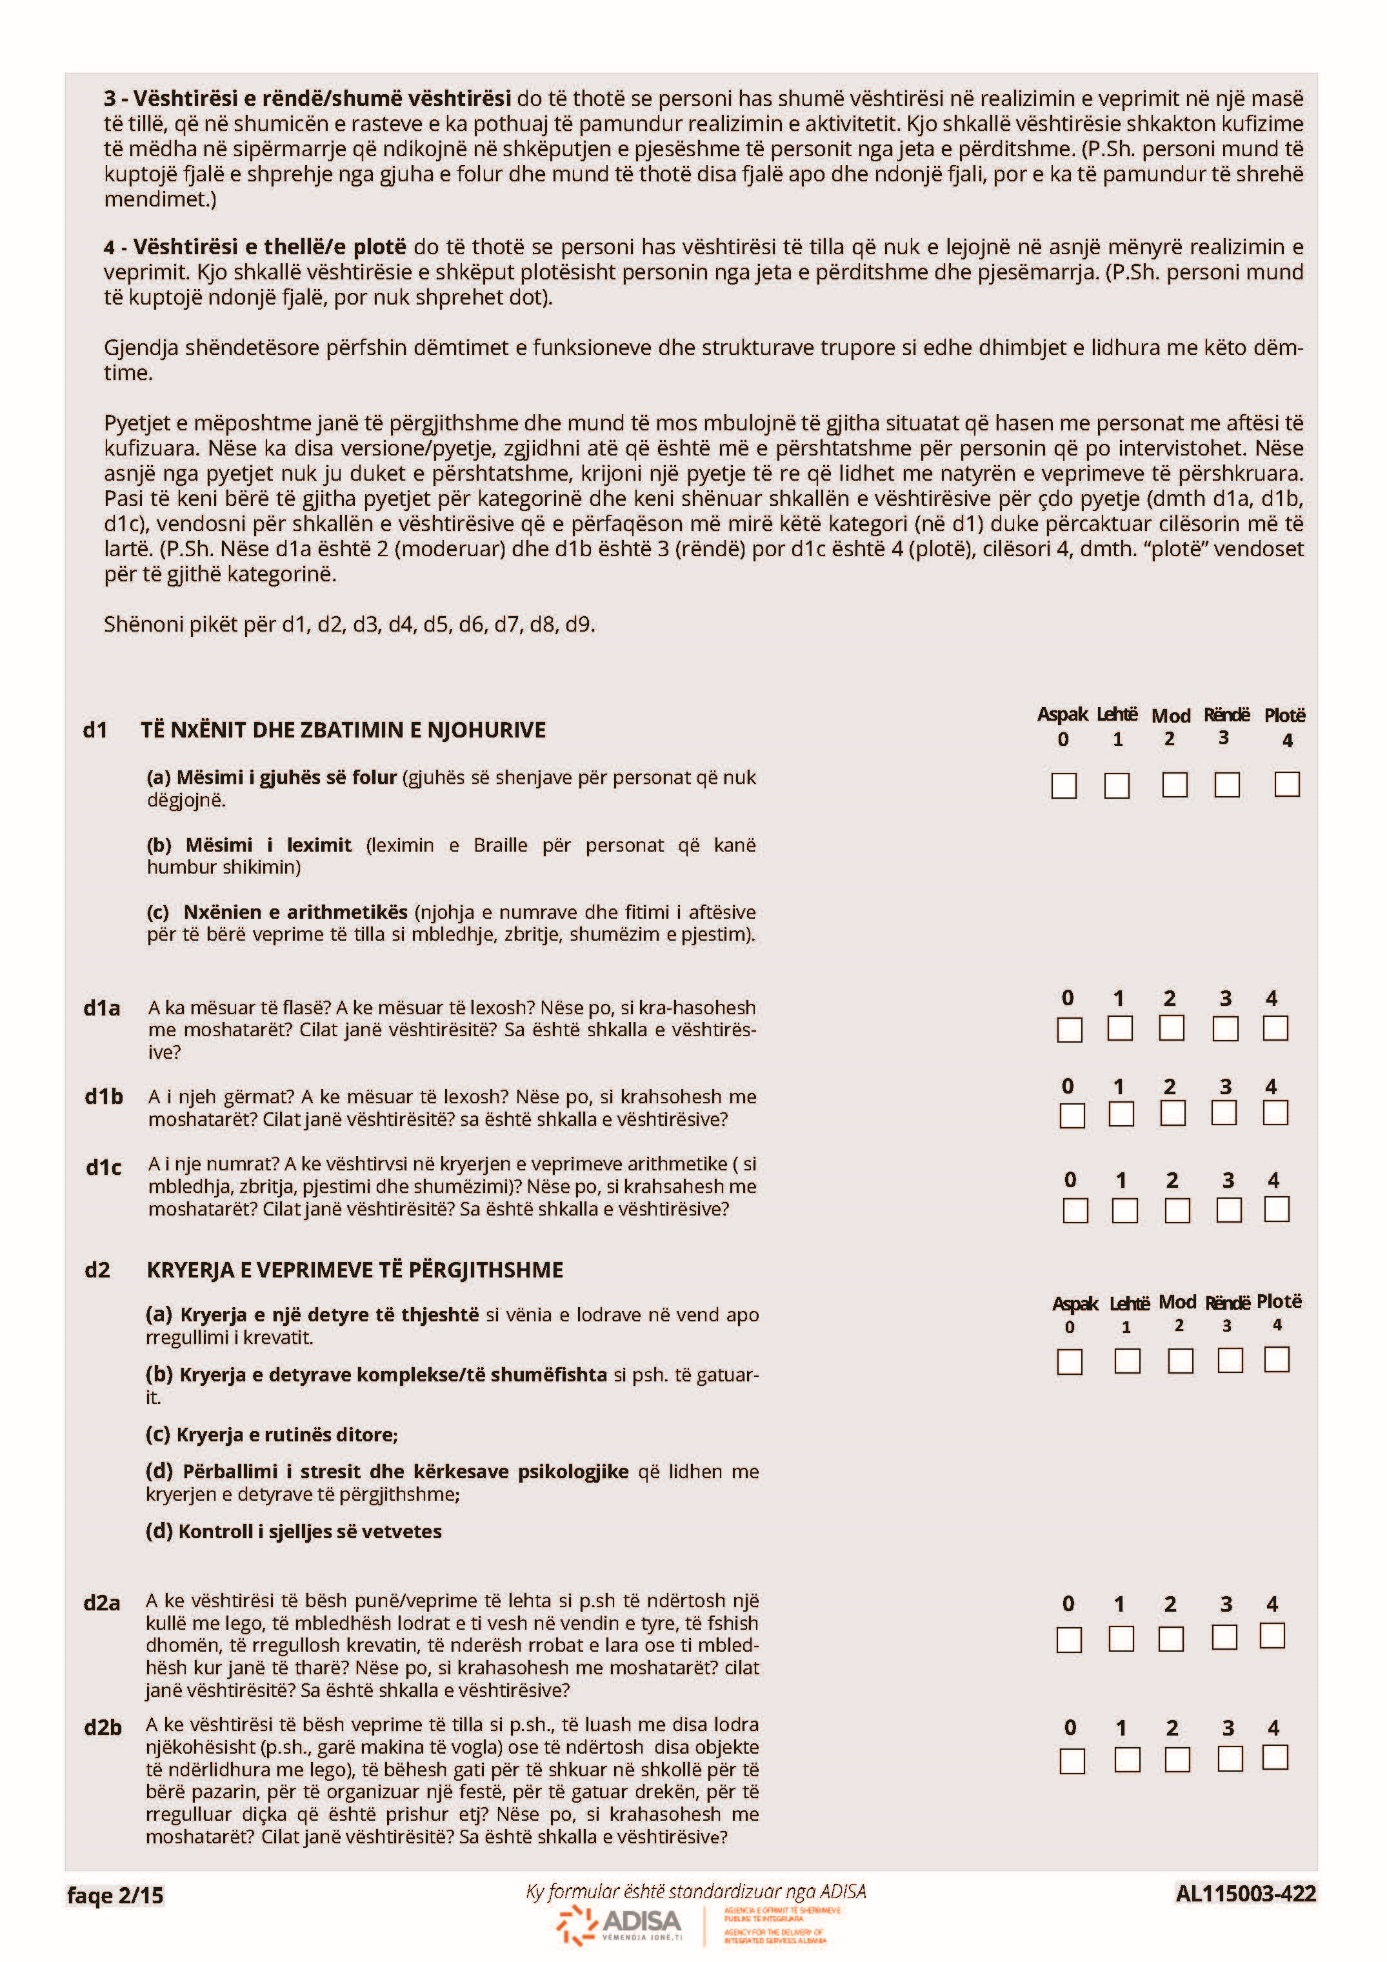 3 - Vështirësi e rëndë/shumë vështirësi do të thotë se personi has shumë vështirësi në realizimin e veprimit në një masë
të tillë, që në shumicën e rasteve e ka pothuaj të pamundur realizimin e aktivitetit. Kjo shkallë vështirësie shkakton kufizime
të mëdha në sipërmarrje që ndikojnë në shkëputjen e pjesëshme të personit nga jeta e përditshme. (P.Sh. personi mund të
kuptojë fjalë e shprehje nga gjuha e folur dhe mund të thotë disa fjalë apo dhe ndonjë fjali, por e ka të pamundur të shrehë
mendimet.)
4 - Vështirësi e thellë/e plotë do të thotë se personi has vështirësi të tilla që nuk e lejojnë në asnjë mënyrë realizimin e
veprimit. Kjo shkallë vështirësie e shkëput plotësisht personin nga jeta e përditshme dhe pjesëmarrja. (P.Sh. personi mund
të kuptojë ndonjë fjalë, por nuk shprehet dot).
Gjendja shëndetësore përfshin dëmtimet e funksioneve dhe strukturave trupore si edhe dhimbjet e lidhura me këto dëm-
time.
Pyetjet e mëposhtme janë të përgjithshme dhe mund të mos mbulojnë të gjitha situatat që hasen me personat me aftësi të
kufizuara. Nëse ka disa versione/pyetje, zgjidhni atë që është më e përshtatshme për personin që po intervistohet. Nëse
asnjë nga pyetjet nuk ju duket e përshtatshme, krijoni një pyetje të re që lidhet me natyrën e veprimeve të përshkruara.
Pasi të keni bërë të gjitha pyetjet për kategorinë dhe keni shënuar shkallën e vështirësive për çdo pyetje (dmth d1a, d1b,
d1c), vendosni për shkallën e vështirësive që e përfaqëson më mirë këtë kategori (në d1) duke përcaktuar cilësorin më të
lartë. (P.Sh. Nëse d1a është 2 (moderuar) dhe d1b është 3 (rëndë) por d1c është 4 (plotë), cilësori 4, dmth. “plotë” vendoset
për të gjithë kategorinë.
Shënoni pikët për d1, d2, d3, d4, d5, d6, d7, d8, d9.
d1 TË NxËNIT DHE ZBATIMIN E NJOHURIVE
Aspak Lehtë Mod Rëndë Plotë
0 1 2 3 4
(a) Mësimi i gjuhës së folur (gjuhës së shenjave për personat që nuk
dëgjojnë.
(b) Mësimi i leximit (leximin e Braille për personat që kanë
humbur shikimin)
(c) Nxënien e arithmetikës (njohja e numrave dhe fitimi i aftësive
për të bërë veprime të tilla si mbledhje, zbritje, shumëzim e pjestim).
d1a A ka mësuar të flasë? A ke mësuar të lexosh? Nëse po, si kra-hasohesh
me moshatarët? Cilat janë vështirësitë? Sa është shkalla e vështirës-
ive?
0 1 2 3 4
d1b A i njeh gërmat? A ke mësuar të lexosh? Nëse po, si krahsohesh me
moshatarët? Cilat janë vështirësitë? sa është shkalla e vështirësive?
0 1 2 3 4
d1c A i nje numrat? A ke vështirvsi në kryerjen e veprimeve arithmetike ( si
mbledhja, zbritja, pjestimi dhe shumëzimi)? Nëse po, si krahsahesh me
moshatarët? Cilat janë vështirësitë? Sa është shkalla e vështirësive?
0 1 2 3 4
d2 KRYERJA E VEPRIMEVE TË PËRGJITHSHME
Aspak Lehtë Mod Rëndë Plotë
0 1 2 3 4
(a) Kryerja e një detyre të thjeshtë si vënia e lodrave në vend apo
rregullimi i krevatit.
(b) Kryerja e detyrave komplekse/të shumëfishta si psh. të gatuar-
it.
(c) Kryerja e rutinës ditore;
(d) Përballimi i stresit dhe kërkesave psikologjike që lidhen me
kryerjen e detyrave të përgjithshme;
(d) Kontroll i sjelljes së vetvetes
d2a A ke vështirësi të bësh punë/veprime të lehta si p.sh të ndërtosh një
kullë me lego, të mbledhësh lodrat e ti vesh në vendin e tyre, të fshish
dhomën, të rregullosh krevatin, të nderësh rrobat e lara ose ti mbled-
hësh kur janë të tharë? Nëse po, si krahasohesh me moshatarët? cilat
janë vështirësitë? Sa është shkalla e vështirësive?
0 1 2 3 4
d2b A ke vështirësi të bësh veprime të tilla si p.sh., të luash me disa lodra
njëkohësisht (p.sh., garë makina të vogla) ose të ndërtosh disa objekte
të ndërlidhura me lego), të bëhesh gati për të shkuar në shkollë për të
bërë pazarin, për të organizuar një festë, për të gatuar drekën, për të
rregulluar diçka që është prishur etj? Nëse po, si krahasohesh me
moshatarët? Cilat janë vështirësitë? Sa është shkalla e vështirësive?
0 1 2 3 4
faqe 2/15
Ky formular është standardizuar nga ADISA
AL115003-422
ADISA
VËMENDJA JONË, TI
AGJENCIA E OFRIMIT TË SHËRBIMEVE
PUBLIKE TË INTEGRUARA
AGENCY FOR THE DELIVERY OF
INTEGRATED SERVICES ALBANIA